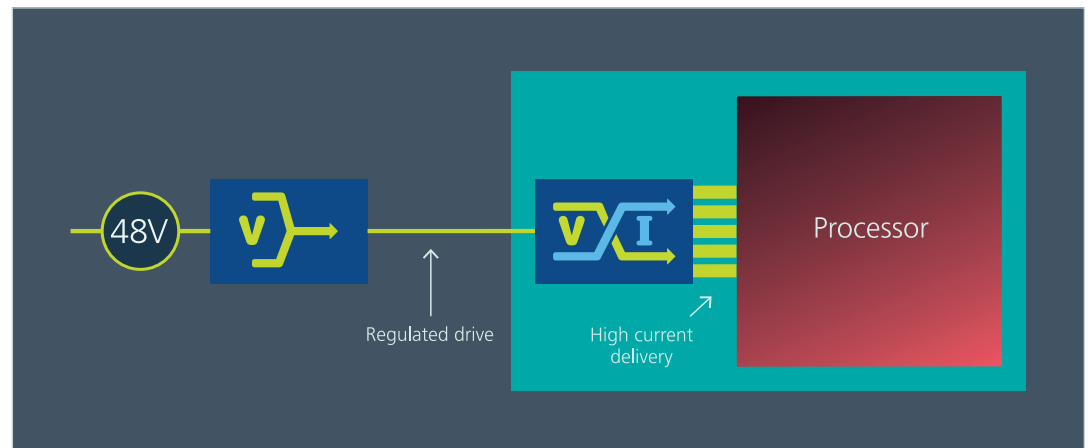 48V
V
V I
Processor
Regulated drive
High current
delivery